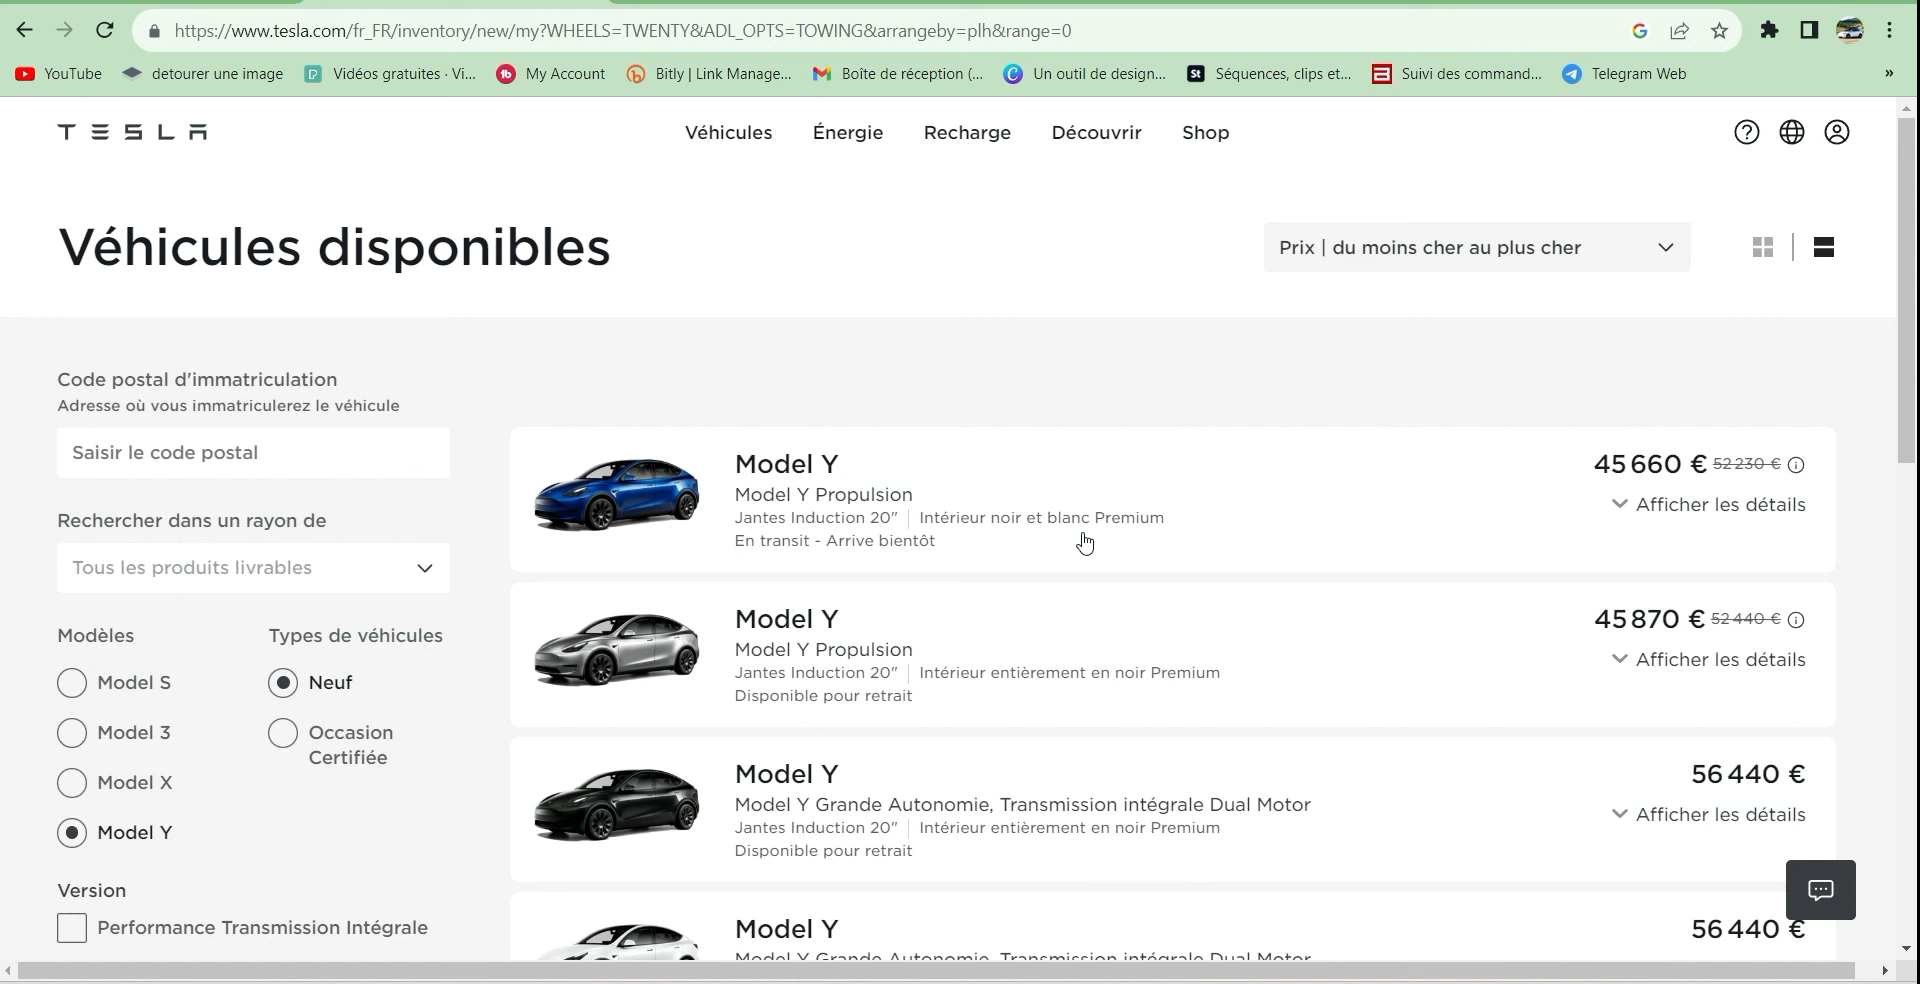 https://www.tesla.com/fr_FR/inventory/new/my?WHEELS=TWENTY&ADL_OPTS=TOWING&arrangeby=plh&range=0
YouTube detourer une image Vidéos gratuites · Vi... My Account Bitly | Link Manage... Boîte de réception (... Un outil de design... Séquences, clips et... Suivi des command... Telegram Web »
TESLA Véhicules Énergie Recharge Découvrir Shop
Véhicules disponibles
Prix | du moins cher au plus cher
Code postal d'immatriculation
Adresse où vous immatriculerez le véhicule
Saisir le code postal
Rechercher dans un rayon de
Tous les produits livrables
Modèles
Model S
Model 3
Model X
Model Y
Types de véhicules
Neuf
Occasion
Certifiée
Version
Performance Transmission Intégrale
Model Y
Model Y Propulsion
Jantes Induction 20" | Intérieur noir et blanc Premium
En transit - Arrive bientôt
45 660 € 52 230 €
Afficher les détails
Model Y
Model Y Propulsion
Jantes Induction 20" | Intérieur entièrement en noir Premium
Disponible pour retrait
45 870 € 52 440 €
Afficher les détails
Model Y
Model Y Grande Autonomie, Transmission intégrale Dual Motor
Jantes Induction 20" | Intérieur entièrement en noir Premium
Disponible pour retrait
56 440 €
Afficher les détails
Model Y
Model Y Grande Autonomie, Transmission intégrale Dual Motor
56 440 €